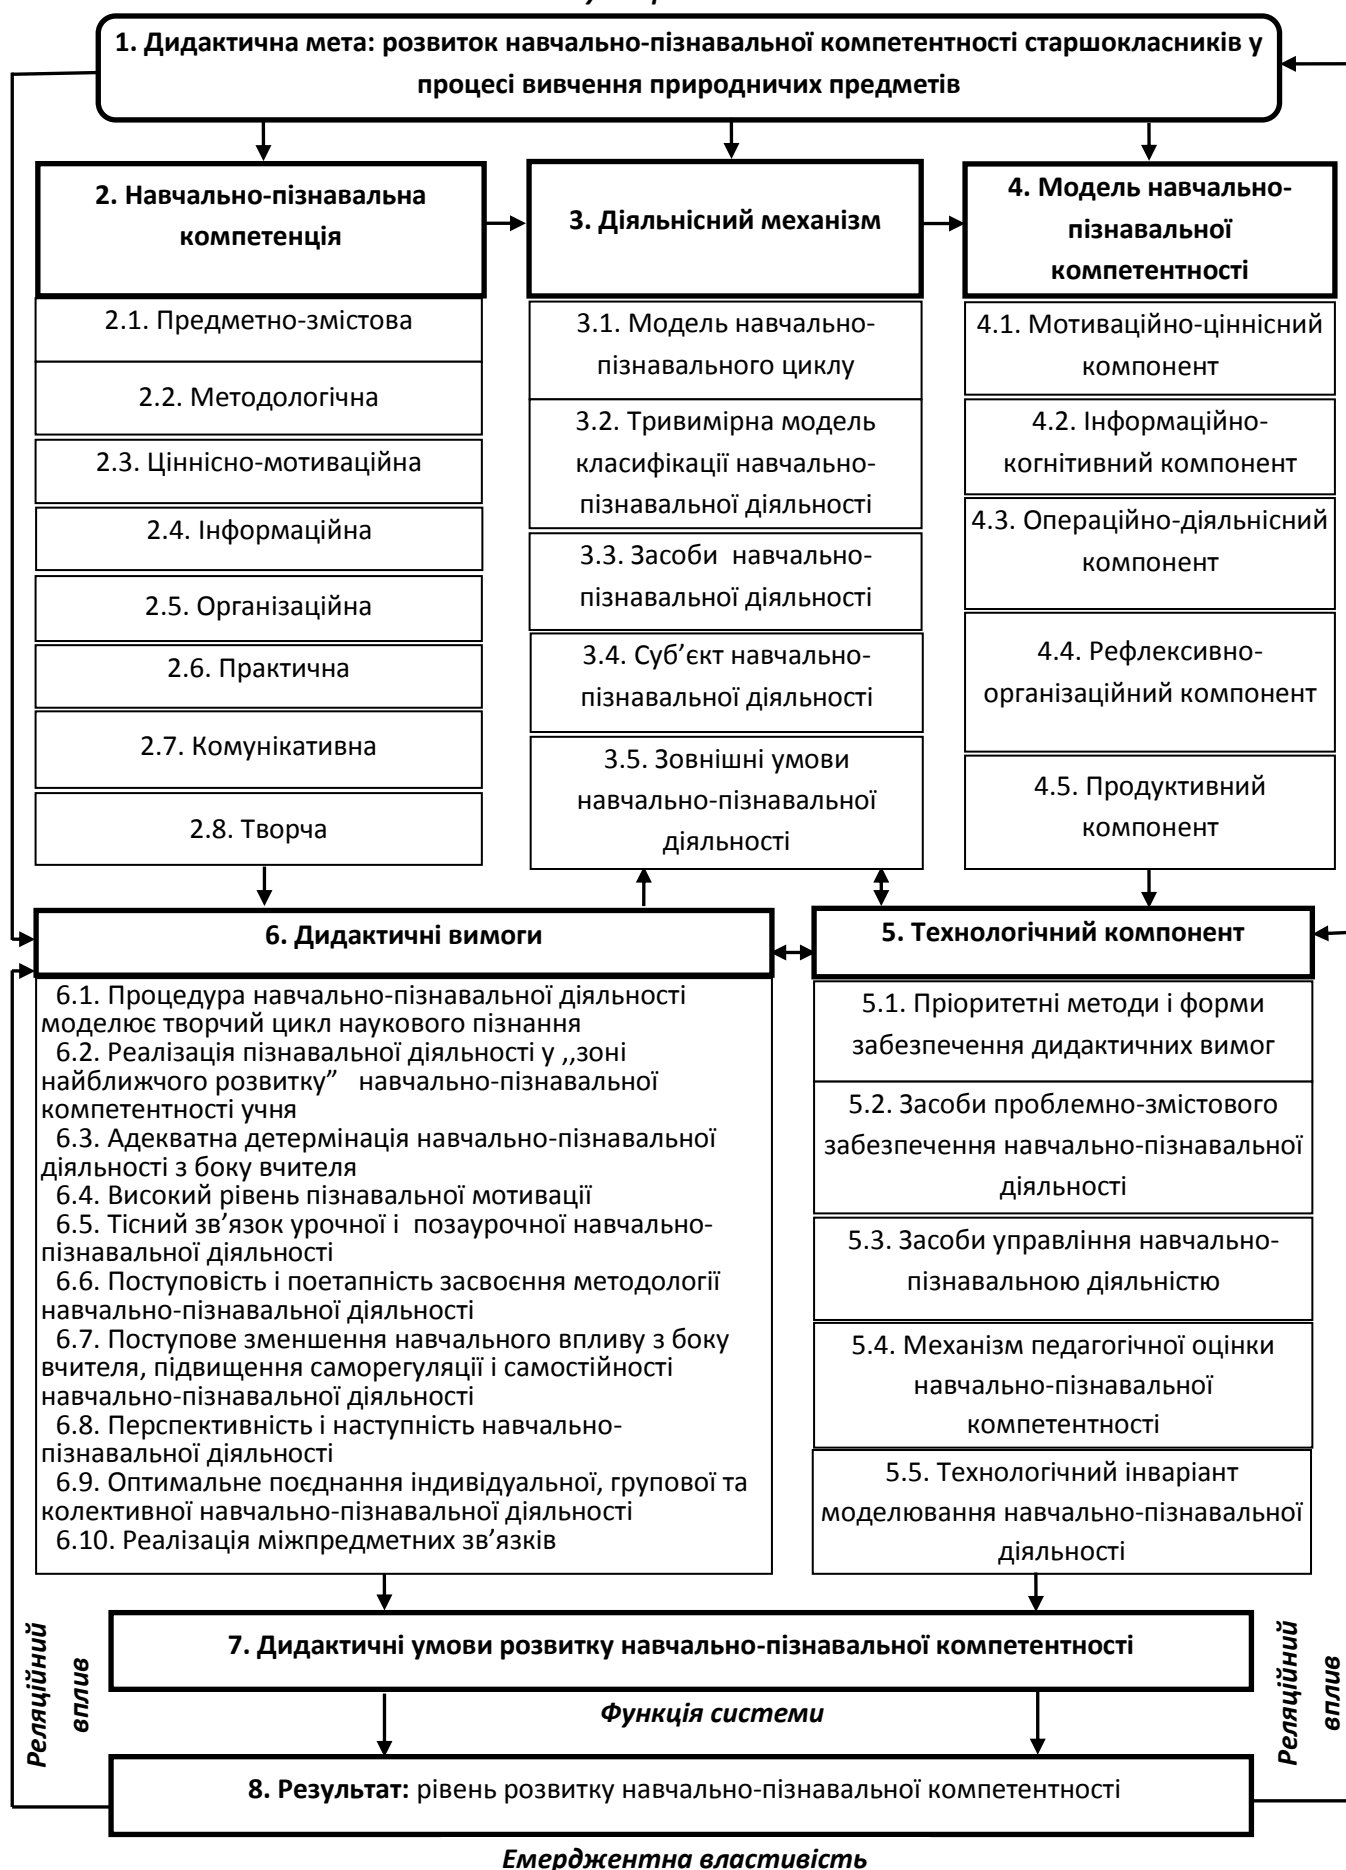 1. Дидактична мета: розвиток навчально-пізнавальної компетентності старшокласників у
процесі вивчення природничих предметів
2. Навчально-пізнавальна
компетенція
2.1. Предметно-змістова
2.2. Методологічна
2.3. Ціннісно-мотиваційна
2.4. Інформаційна
2.5. Організаційна
2.6. Практична
2.7. Комунікативна
2.8. Творча
3. Діяльнісний механізм
3.1. Модель навчально-
пізнавального циклу
3.2. Тривимірна модель
класифікації навчально-
пізнавальної діяльності
3.3. Засоби навчально-
пізнавальної діяльності
3.4. Суб’єкт навчально-
пізнавальної діяльності
3.5. Зовнішні умови
навчально-пізнавальної
діяльності
4. Модель навчально-
пізнавальної
компетентності
4.1. Мотиваційно-ціннісний
компонент
4.2. Інформаційно-
когнітивний компонент
4.3. Операційно-діяльнісний
компонент
4.4. Рефлексивно-
організаційний компонент
4.5. Продуктивний
компонент
6. Дидактичні вимоги
6.1. Процедура навчально-пізнавальної діяльності
моделює творчий цикл наукового пізнання
6.2. Реалізація пізнавальної діяльності у ,,зоні
найближчого розвитку” навчально-пізнавальної
компетентності учня
6.3. Адекватна детермінація навчально-пізнавальної
діяльності з боку вчителя
6.4. Високий рівень пізнавальної мотивації
6.5. Тісний зв’язок урочної і позаурочної навчально-
пізнавальної діяльності
6.6. Поступовість і поетапність засвоєння методології
навчально-пізнавальної діяльності
6.7. Поступове зменшення навчального впливу з боку
вчителя, підвищення саморегуляції і самостійності
навчально-пізнавальної діяльності
6.8. Перспективність і наступність навчально-
пізнавальної діяльності
6.9. Оптимальне поєднання індивідуальної, групової та
колективної навчально-пізнавальної діяльності
6.10. Реалізація міжпредметних зв’язків
5. Технологічний компонент
5.1. Пріоритетні методи і форми
забезпечення дидактичних вимог
5.2. Засоби проблемно-змістового
забезпечення навчально-пізнавальної
діяльності
5.3. Засоби управління навчально-
пізнавальною діяльністю
5.4. Механізм педагогічної оцінки
навчально-пізнавальної
компетентності
5.5. Технологічний інваріант
моделювання навчально-пізнавальної
діяльності
Реляційний
вплив
7. Дидактичні умови розвитку навчально-пізнавальної компетентності
Функція системи
Реляційний
вплив
8. Результат: рівень розвитку навчально-пізнавальної компетентності
Емерджентна властивість